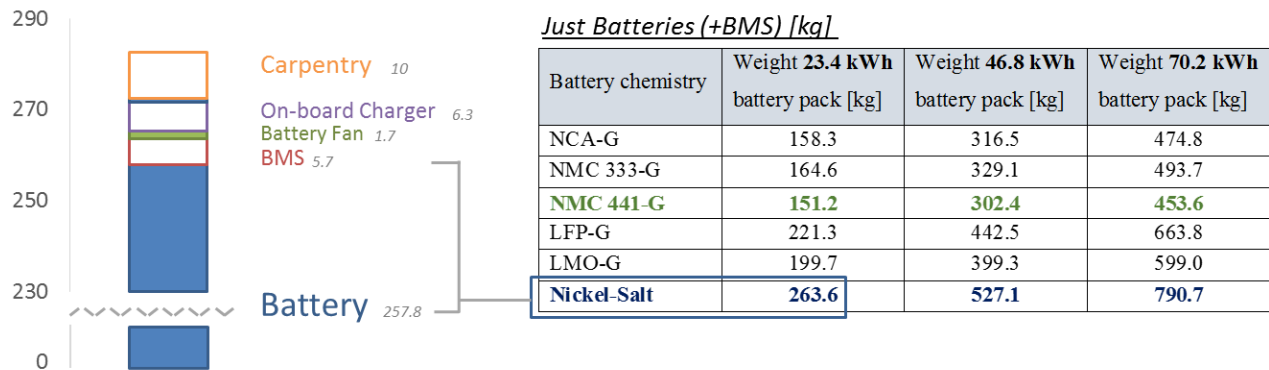 290
270
250
230
0
Carpentry 10
On-board Charger 6.3
Battery Fan 1.7
BMS 5.7
Battery 257.8
Just Batteries (+BMS) [kg]
Battery chemistry
Weight 23.4 kWh
battery pack [kg]
Weight 46.8 kWh
battery pack [kg]
Weight 70.2 kWh
battery pack [kg]
NCA-G 158.3 316.5 474.8
NMC 333-G 164.6 329.1 493.7
NMC 441-G 151.2 302.4 453.6
LFP-G 221.3 442.5 663.8
LMO-G 199.7 399.3 599.0
Nickel-Salt 263.6 527.1 790.7